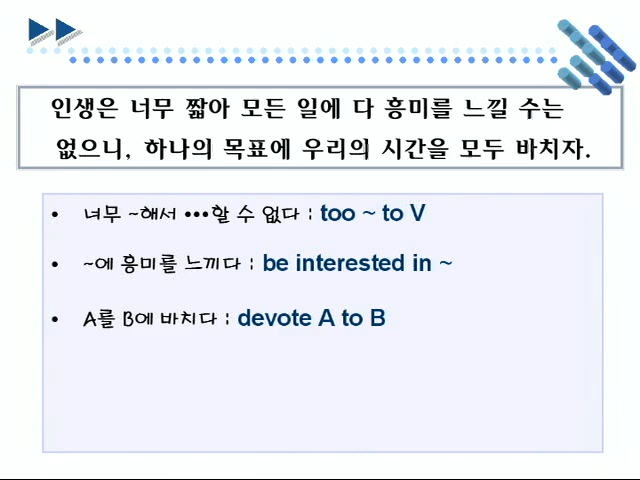 인생은 너무 짧아 모든 일에 다 흥미를 느낄 수는
없으니, 하나의 목표에 우리의 시간을 모두 바치자.
• 너무 ~해서 •••할 수 없다 : too ~ to V
• ~에 흥미를 느끼다 : be interested in ~
• A를 B에 바치다 : devote A to B